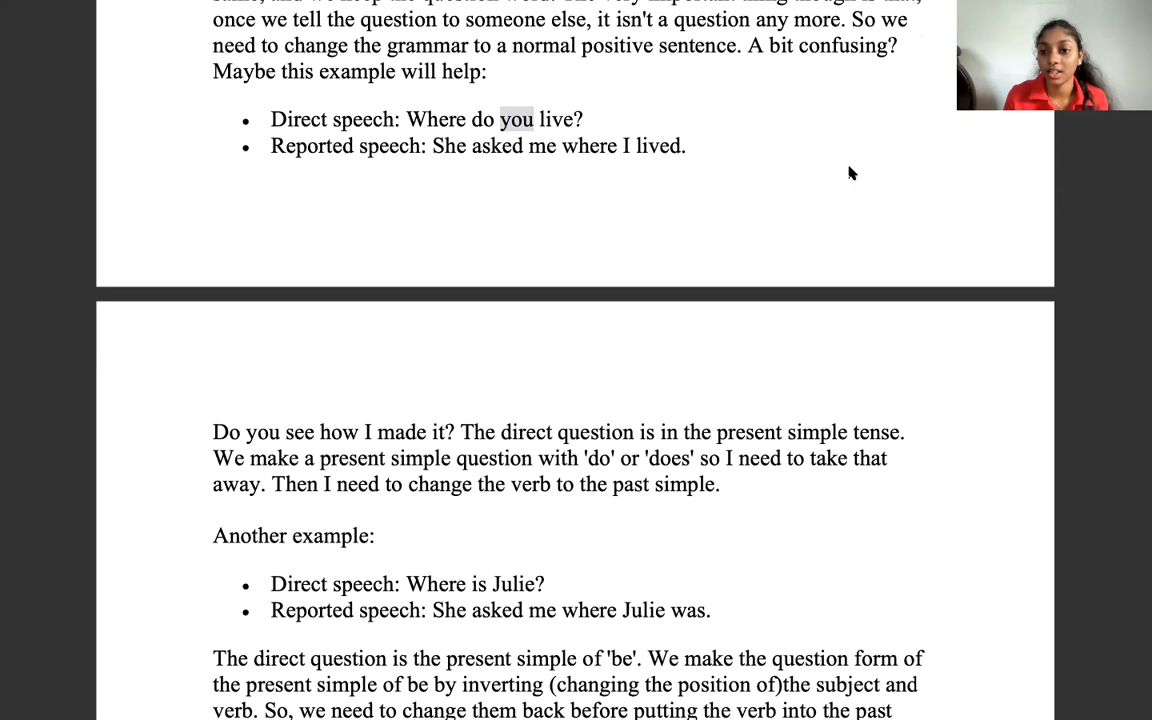 once we tell the question to someone else, it isn't a question any more. So we
need to change the grammar to a normal positive sentence. A bit confusing?
Maybe this example will help:
• Direct speech: Where do you live?
• Reported speech: She asked me where I lived.
Do you see how I made it? The direct question is in the present simple tense.
We make a present simple question with 'do' or 'does' so I need to take that
away. Then I need to change the verb to the past simple.
Another example:
• Direct speech: Where is Julie?
• Reported speech: She asked me where Julie was.
The direct question is the present simple of 'be'. We make the question form of
the present simple of be by inverting (changing the position of)the subject and
verb. So, we need to change them back before putting the verb into the past